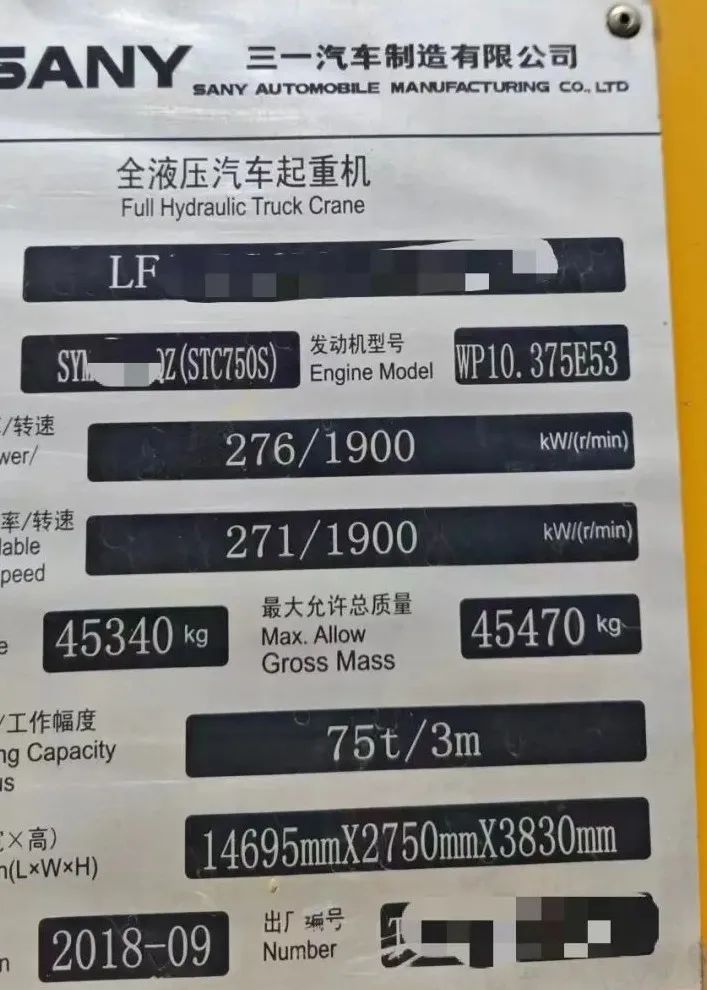 SANY 三一汽车制造有限公司
SANY AUTOMOBILE MANUFACTURING CO., LTD
全液压汽车起重机
Full Hydraulic Truck Crane
LF
SY QZ(STC750S) 发动机型号 Engine Model WP10.375E53
/转速
wer/
276/1900 kW/(r/min)
率/转速
lable
peed
271/1900 kW/(r/min)
e 45340 kg
最大允许总质量
Max. Allow
Gross Mass
45470 kg
/工作幅度
ng Capacity
us
75t/3m
×高)
n(L×W×H)
14695mmX2750mmX3830mm
n 2018-09
出厂编号
Number